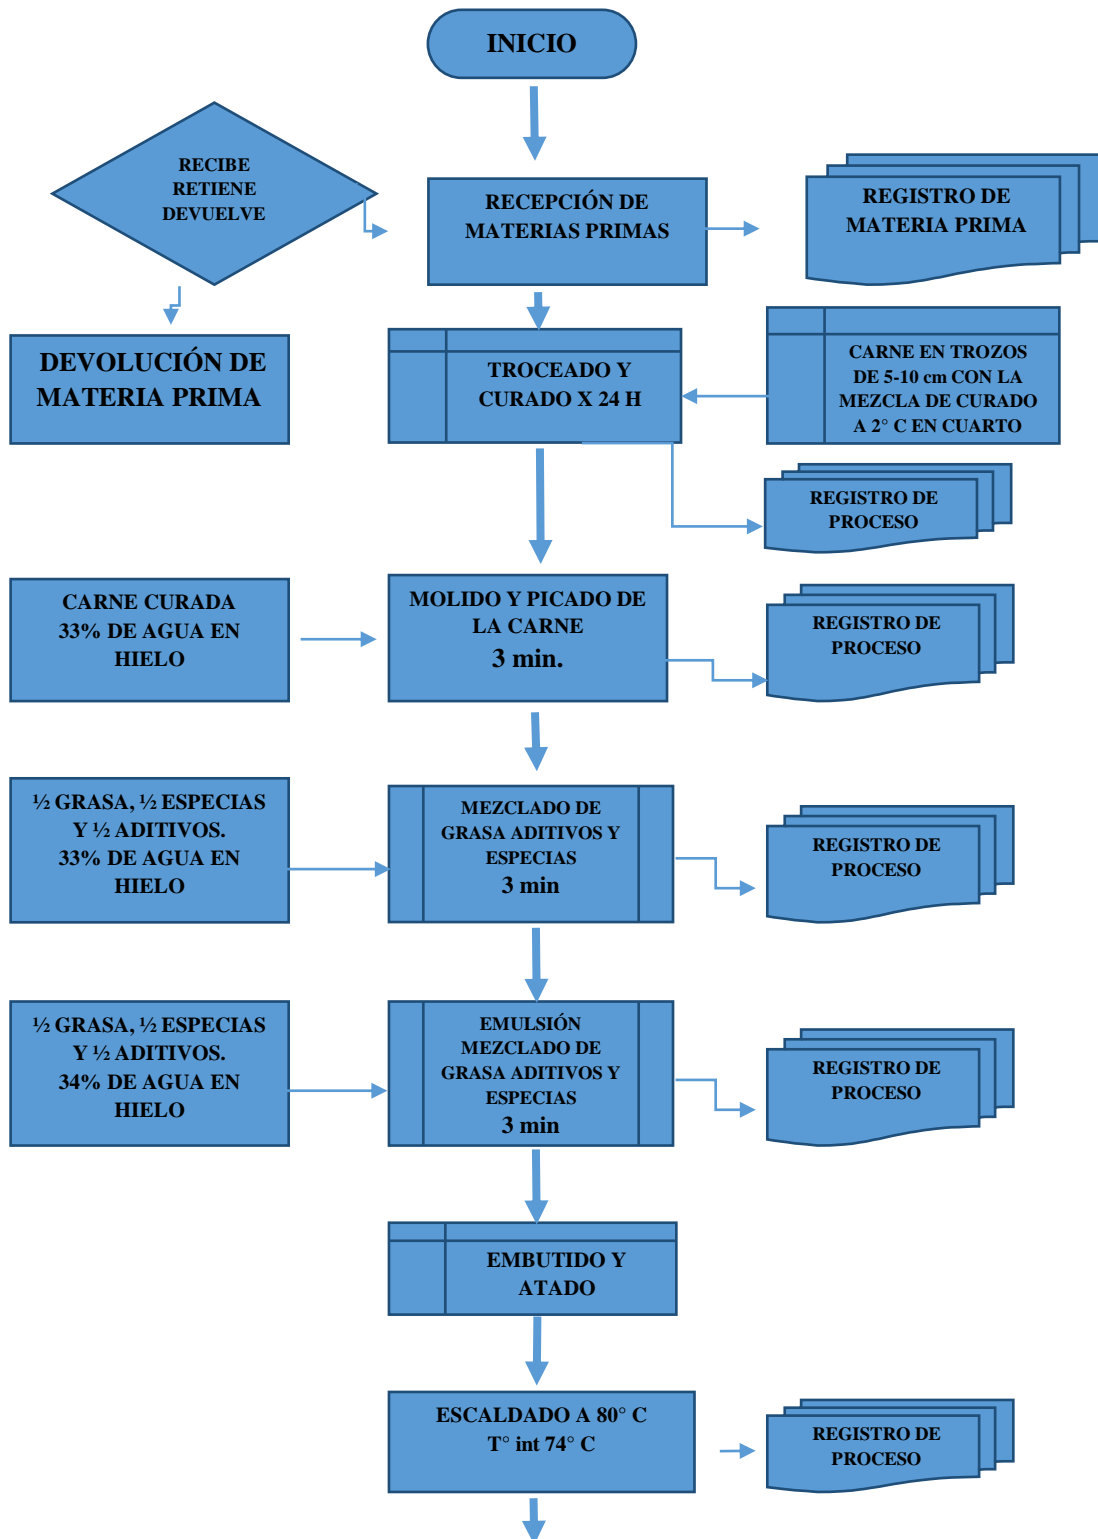 INICIO
RECIBE
RETIENE
DEVUELVE
RECEPCIÓN DE
MATERIAS PRIMAS
REGISTRO DE
MATERIA PRIMA
DEVOLUCIÓN DE
MATERIA PRIMA
TROCEADO Y
CURADO X 24 H
CARNE EN TROZOS
DE 5-10 cm CON LA
MEZCLA DE CURADO
A 2° C EN CUARTO
REGISTRO DE
PROCESO
CARNE CURADA
33% DE AGUA EN
HIELO
MOLIDO Y PICADO DE
LA CARNE
3 min.
REGISTRO DE
PROCESO
½ GRASA, ½ ESPECIAS
Y ½ ADITIVOS.
33% DE AGUA EN
HIELO
MEZCLADO DE
GRASA ADITIVOS Y
ESPECIAS
3 min
REGISTRO DE
PROCESO
½ GRASA, ½ ESPECIAS
Y ½ ADITIVOS.
34% DE AGUA EN
HIELO
EMULSIÓN
MEZCLADO DE
GRASA ADITIVOS Y
ESPECIAS
3 min
REGISTRO DE
PROCESO
EMBUTIDO Y
ATADO
ESCALDADO A 80° C
T° int 74° C
REGISTRO DE
PROCESO